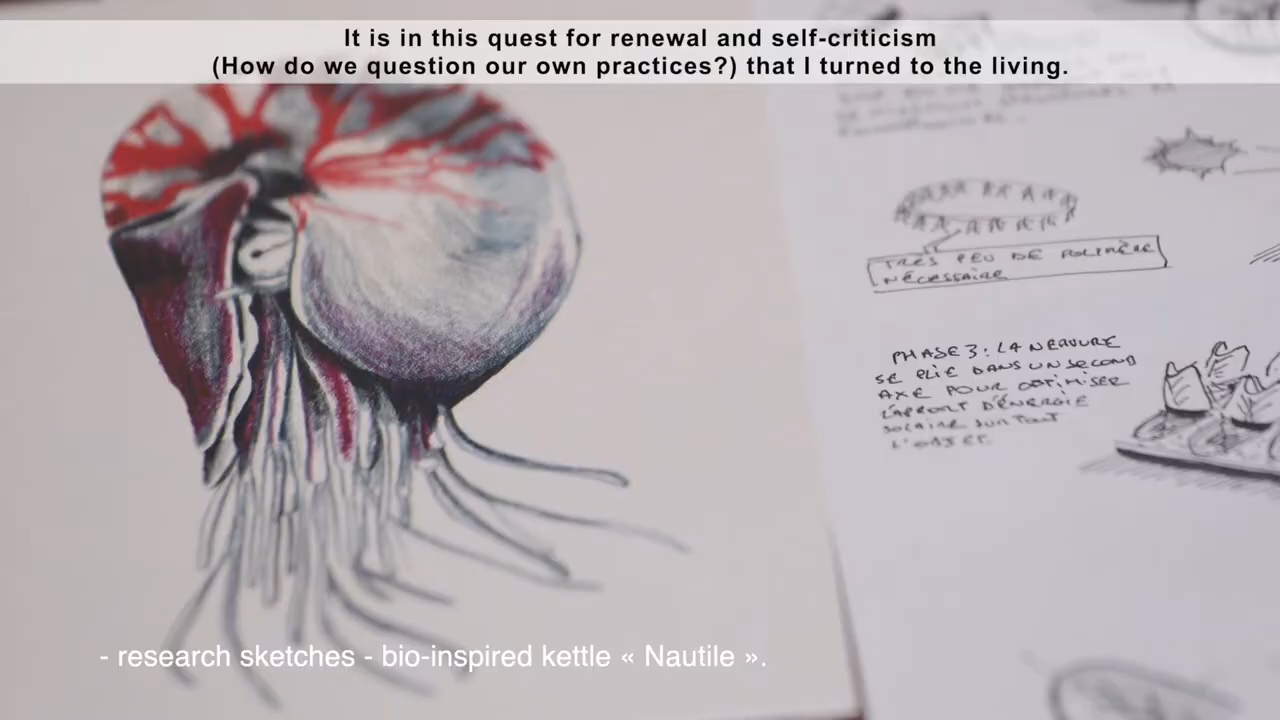 It is in this quest for renewal and self-criticism
(How do we question our own practices?) that I turned to the living.
TRÈS PEU DE POLYMÈRE
NÉCESSAIRE
PHASE 3: LA NERVURE
SE PLIE DANS UN SECOND
AXE POUR OPTIMISER
L'APPORT D'ÉNERGIE
SOLAIRE SUR TOUT
L'OBJET.
- research sketches - bio-inspired kettle « Nautile ».